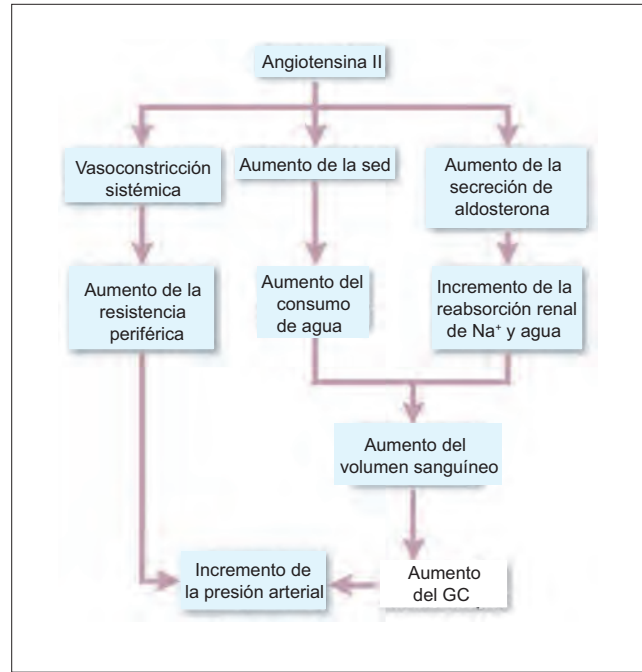 Angiotensina II
Vasoconstricción
sistémica
Aumento de la sed
Aumento de la
secreción de
aldosterona
Aumento de la
resistencia
periférica
Aumento del
consumo
de agua
Incremento de la
reabsorción renal
de Na⁺ y agua
Aumento del
volumen sanguíneo
Incremento de
la presión arterial
Aumento
del GC